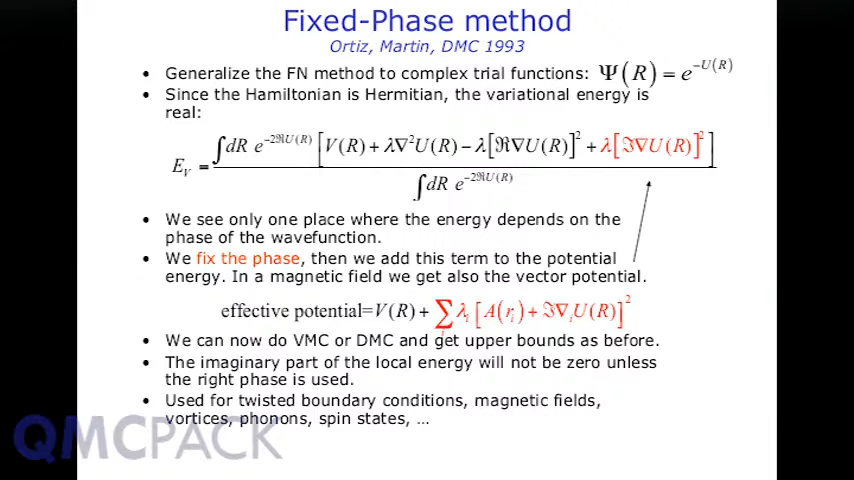 Fixed-Phase method
Ortiz, Martin, DMC 1993
• Generalize the FN method to complex trial functions: Ψ(R) = e^{−U(R)}
• Since the Hamiltonian is Hermitian, the variational energy is
real:
E_V = ∫dR e^{−2ℜU(R)} [V(R) + λ∇²U(R) − λ[ℜ∇U(R)]² + λ[ℑ∇U(R)]²]
∫dR e^{−2ℜU(R)}
• We see only one place where the energy depends on the
phase of the wavefunction.
• We fix the phase, then we add this term to the potential
energy. In a magnetic field we get also the vector potential.
effective potential=V(R) + ∑_i λ_i [A(r_i) + ℑ∇_iU(R)]²
• We can now do VMC or DMC and get upper bounds as before.
• The imaginary part of the local energy will not be zero unless
the right phase is used.
• Used for twisted boundary conditions, magnetic fields,
vortices, phonons, spin states, …
QMCPACK